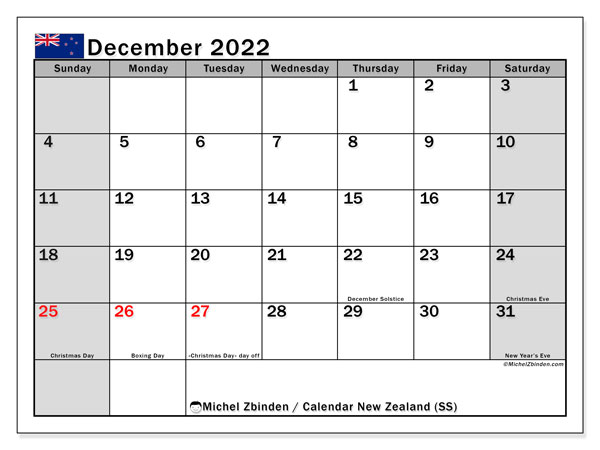 December 2022
Sunday Monday Tuesday Wednesday Thursday Friday Saturday
1 2 3
4 5 6 7 8 9 10
11 12 13 14 15 16 17
18 19 20 21 22 23 24
December Solstice Christmas Eve
25 26 27 28 29 30 31
Christmas Day Boxing Day -Christmas Day- day off New Year's Eve
©MichelZbinden.com
Michel Zbinden / Calendar New Zealand (SS)